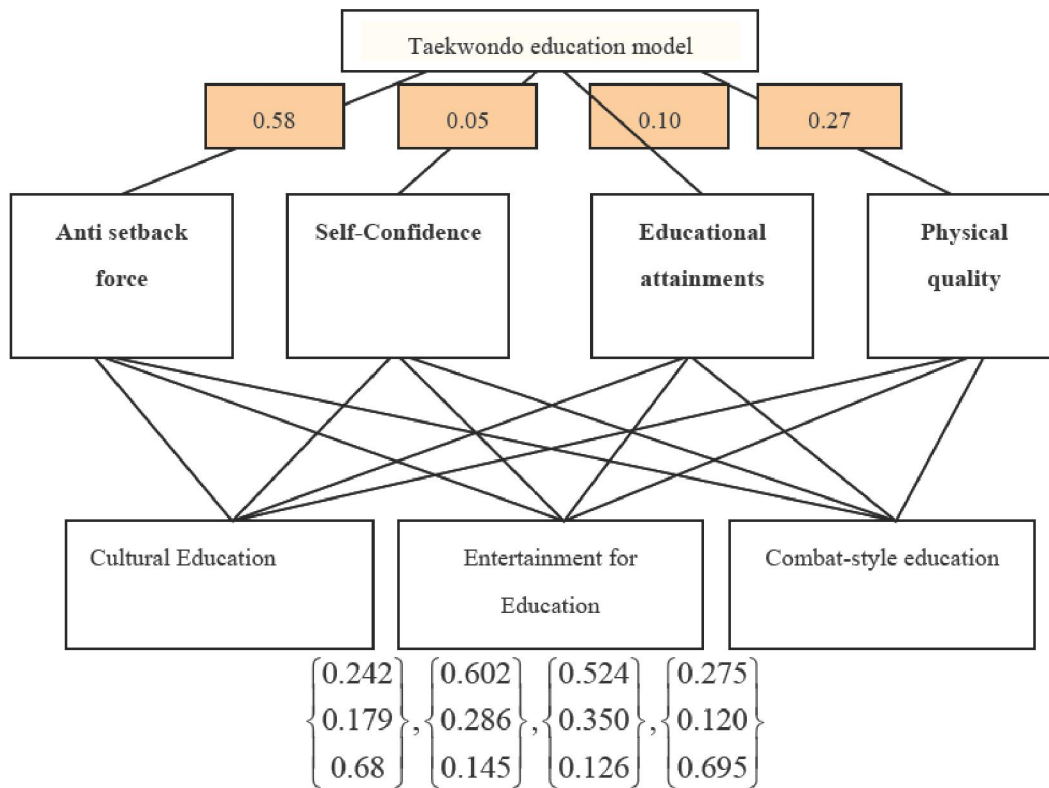 Taekwondo education model
0.58 0.05 0.10 0.27
Anti setback
force
Self-Confidence
Educational
attainments
Physical
quality
Cultural Education
Entertainment for
Education
Combat-style education
{0.242} {0.602} {0.524} {0.275}
{0.179}, {0.286}, {0.350}, {0.120}
{0.68} {0.145} {0.126} {0.695}